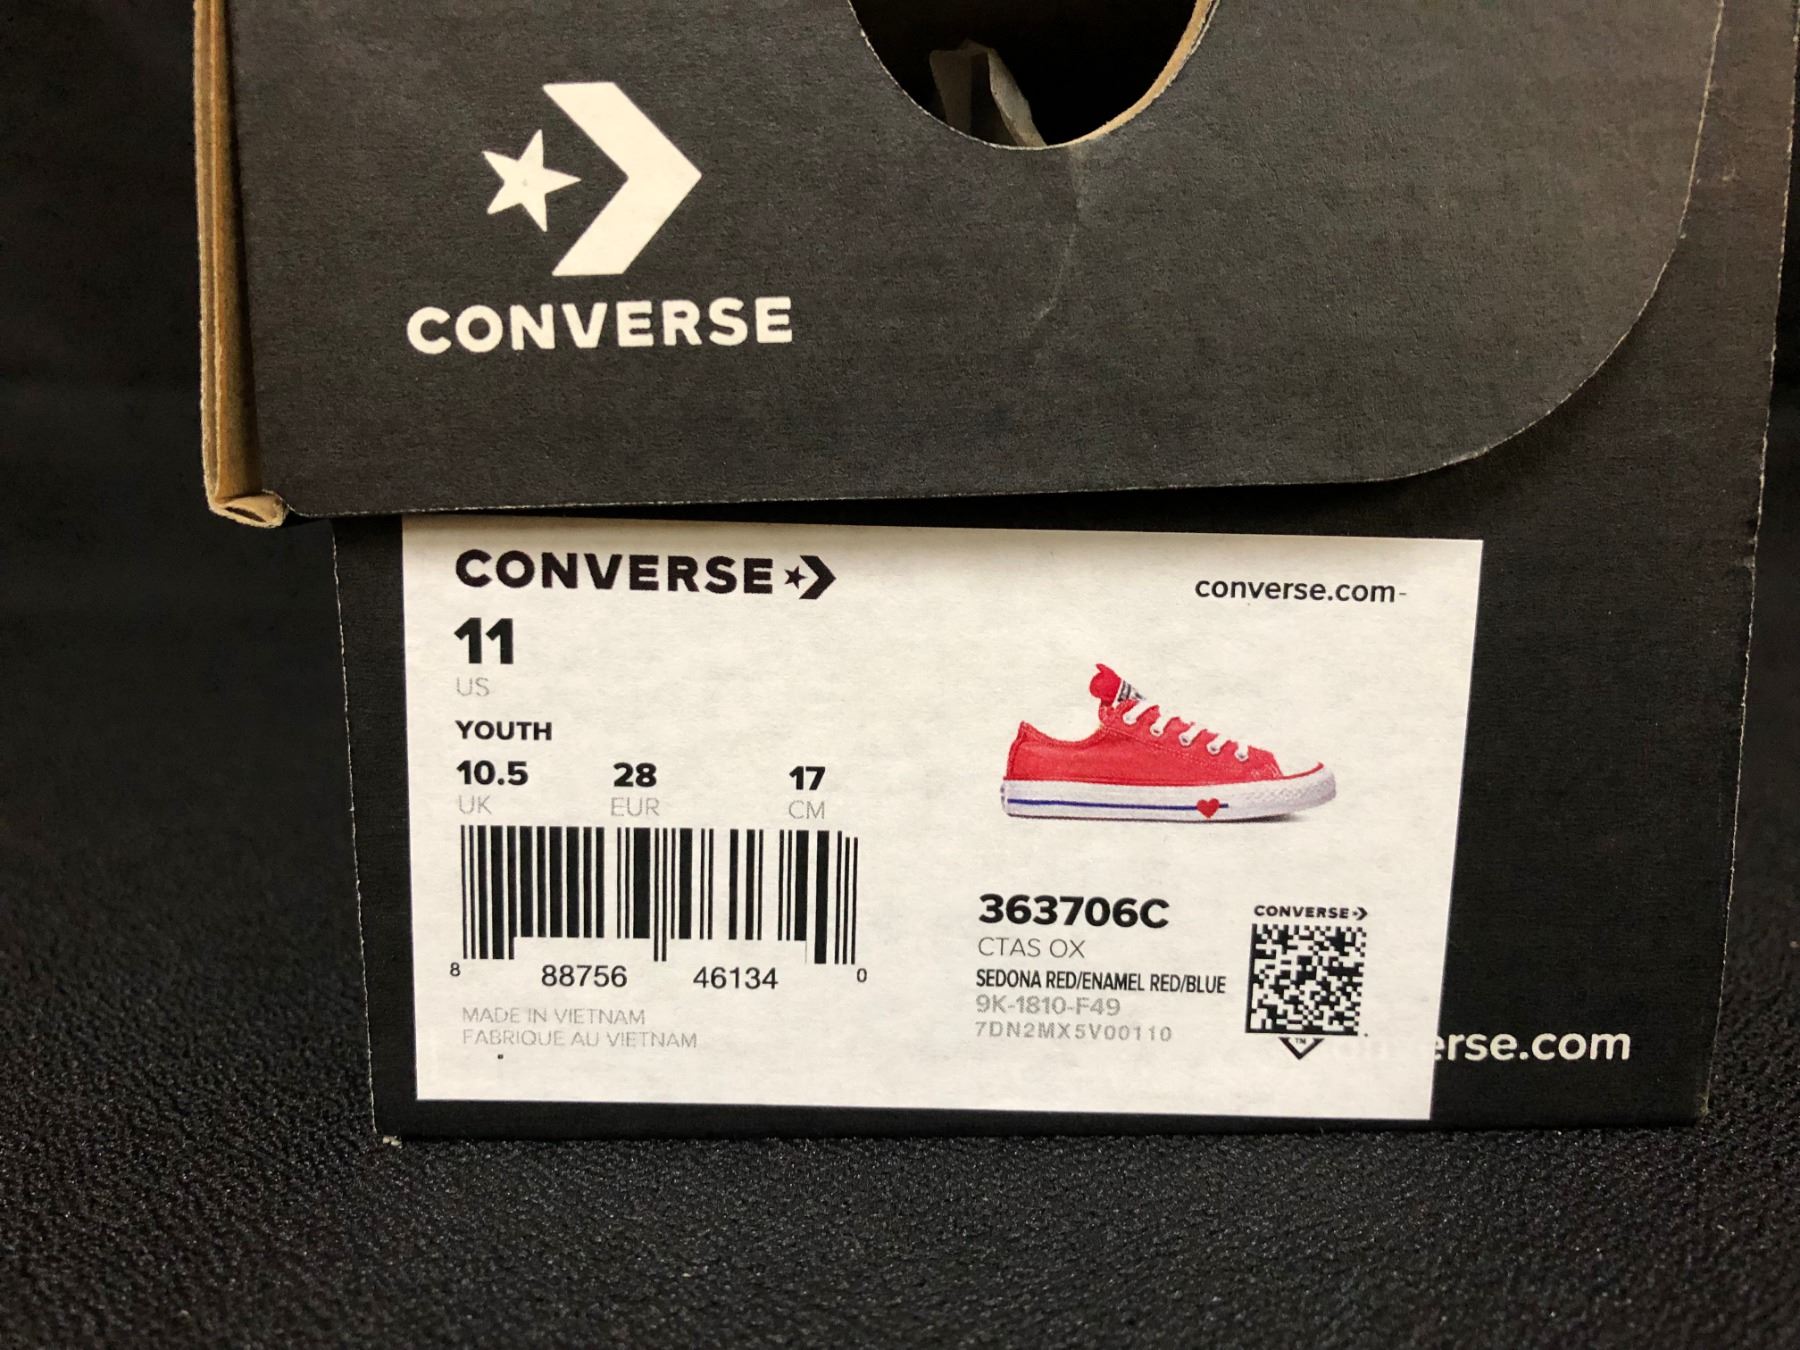 CONVERSE
CONVERSE
converse.com-
11
US
YOUTH
10.5 28 17
UK EUR CM
8 88756 46134 0
MADE IN VIETNAM
FABRIQUE AU VIETNAM
363706C
CTAS OX
SEDONA RED/ENAMEL RED/BLUE
9K-1810-F49
7DN2MX5V00110
CONVERSE
TM
erse.com